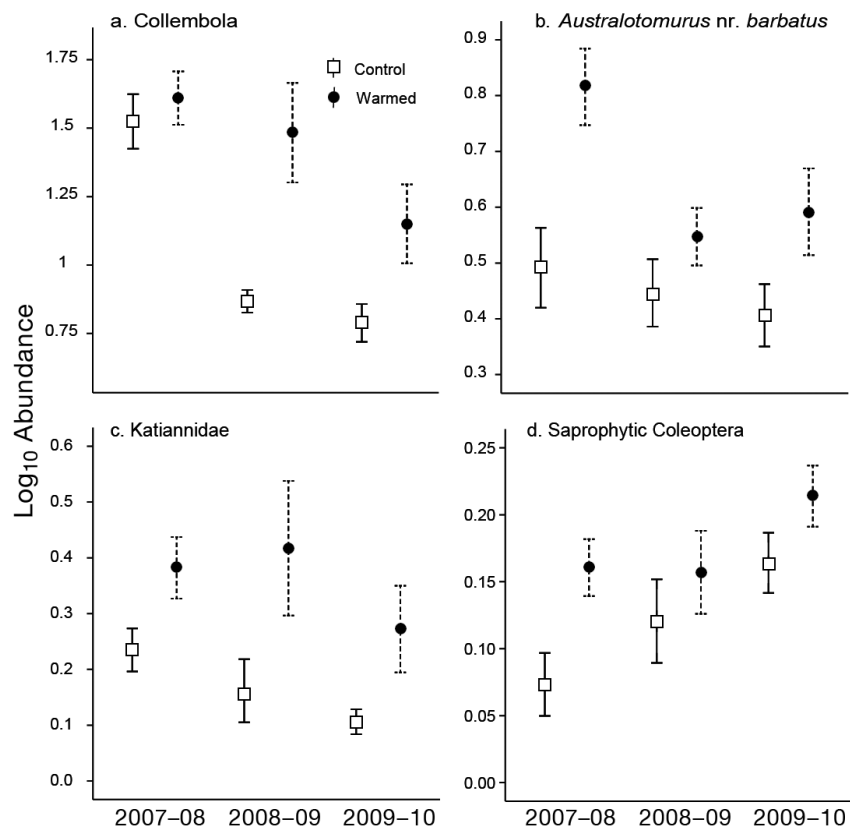 a. Collembola
1.75
1.5
1.25
1
0.75
Control
Warmed
b. Australotomurus nr. barbatus
0.9
0.8
0.7
0.6
0.5
0.4
0.3
Log10 Abundance
c. Katiannidae
0.6
0.5
0.4
0.3
0.2
0.1
0.0
d. Saprophytic Coleoptera
0.25
0.20
0.15
0.10
0.05
0.00
2007–08 2008–09 2009–10
2007–08 2008–09 2009–10